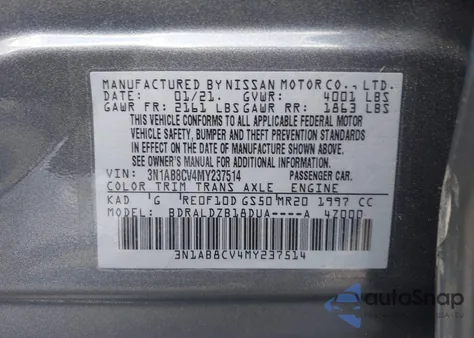 MANUFACTURED BY NISSAN MOTOR CO., LTD.
DATE: 01/21. GVWR: 4001 LBS
GAWR FR: 2161 LBS GAWR RR: 1863 LBS
THIS VEHICLE CONFORMS TO ALL APPLICABLE FEDERAL MOTOR
VEHICLE SAFETY, BUMPER AND THEFT PREVENTION STANDARDS
IN EFFECT ON THE DATE OF MANUFACTURE SHOWN ABOVE.
SEE OWNER'S MANUAL FOR ADDITIONAL INFORMATION.
VIN: 3N1AB8CV4MY237514 PASSENGER CAR.
COLOR TRIM TRANS AXLE ENGINE
KAD G RE0F10D GS50 MR20 1997 CC
MODEL: BDRALDZB18DUA----A 47000
3N1AB8CV4MY237514
autoSnap